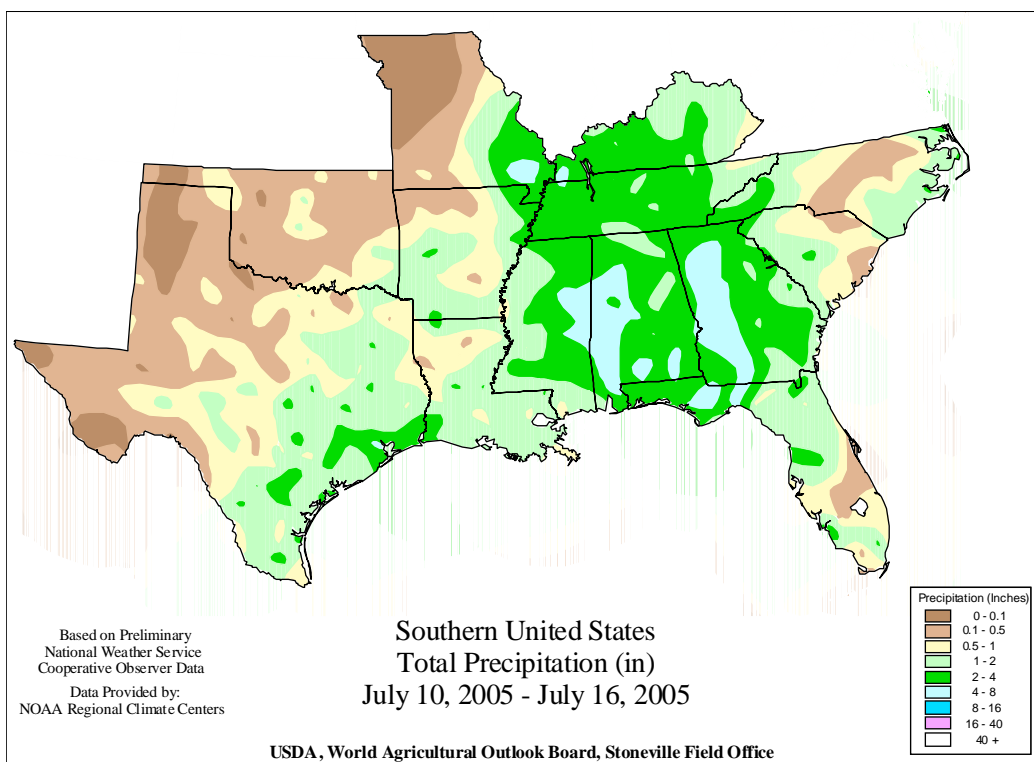 Precipitation (Inches)
0 - 0.1
0.1 - 0.5
0.5 - 1
1 - 2
2 - 4
4 - 8
8 - 16
16 - 40
40 +
Based on Preliminary
National Weather Service
Cooperative Observer Data
Data Provided by:
NOAA Regional Climate Centers
Southern United States
Total Precipitation (in)
July 10, 2005 - July 16, 2005
USDA, World Agricultural Outlook Board, Stoneville Field Office